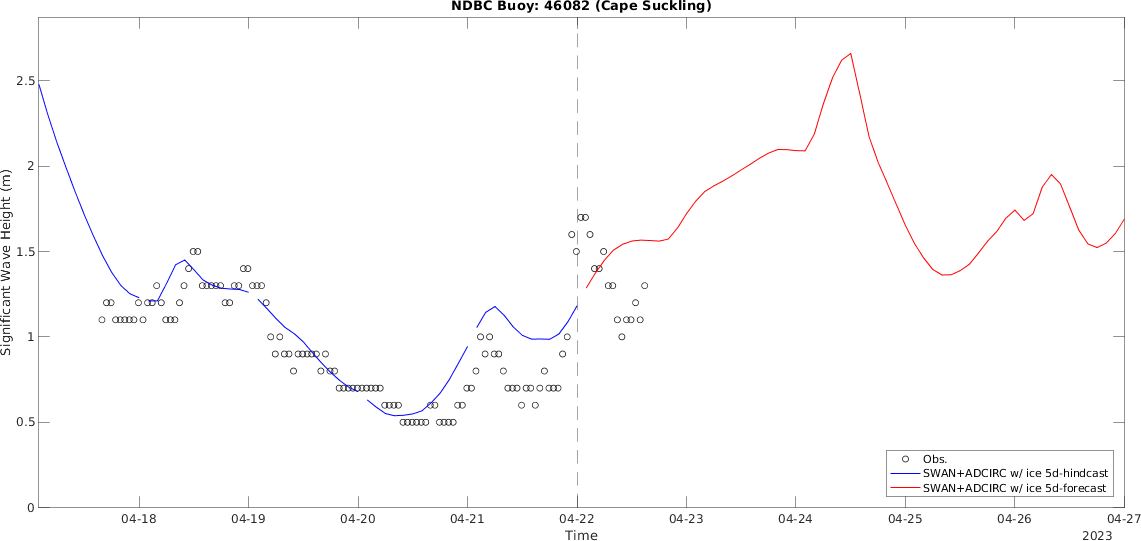 NDBC Buoy: 46082 (Cape Suckling)
Significant Wave Height (m)
2.5
2
1.5
1
0.5
0
04-18 04-19 04-20 04-21 04-22 04-23 04-24 04-25 04-26 04-27
Time
2023
Obs.
SWAN+ADCIRC w/ ice 5d-hindcast
SWAN+ADCIRC w/ ice 5d-forecast